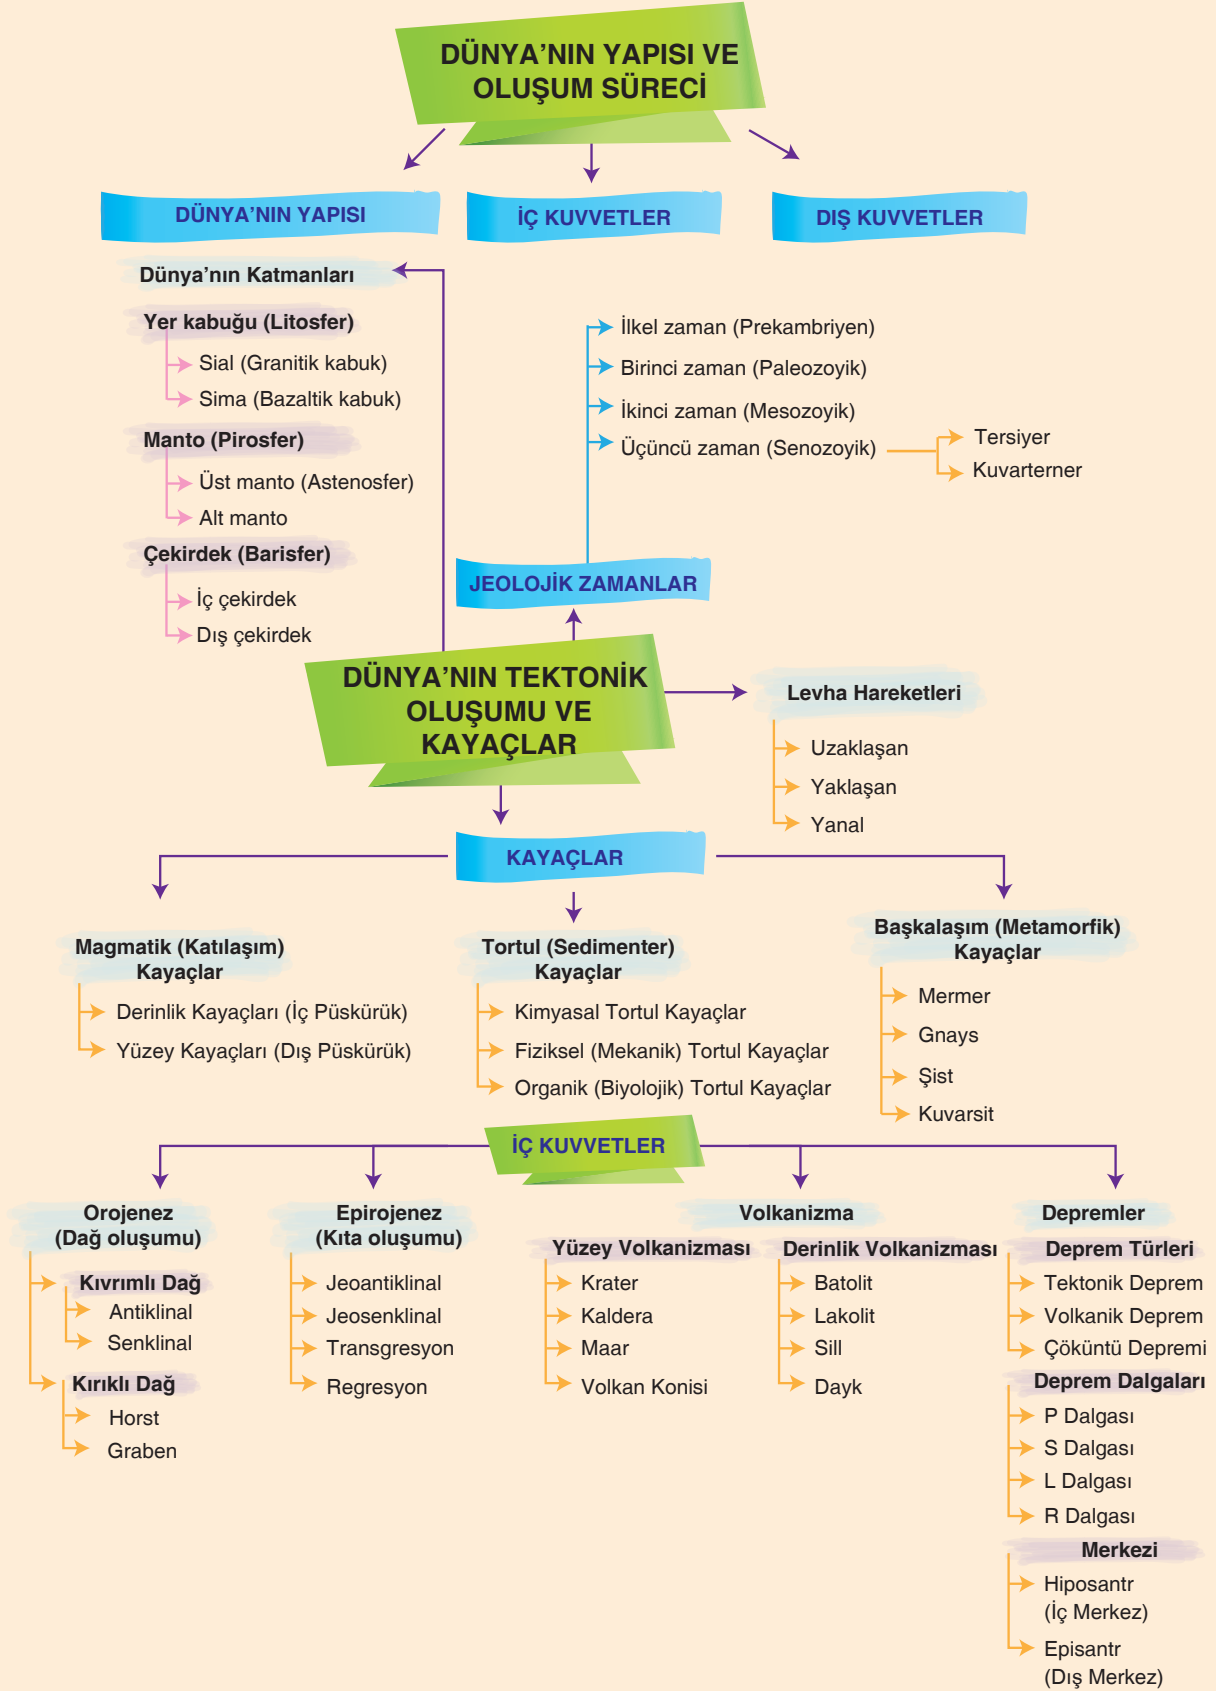 DÜNYA’NIN YAPISI VE
OLUŞUM SÜRECİ
DÜNYA’NIN YAPISI
İÇ KUVVETLER
DIŞ KUVVETLER
Dünya’nın Katmanları
Yer kabuğu (Litosfer)
Sial (Granitik kabuk)
Sima (Bazaltik kabuk)
Manto (Pirosfer)
Üst manto (Astenosfer)
Alt manto
Çekirdek (Barisfer)
İç çekirdek
Dış çekirdek
İlkel zaman (Prekambriyen)
Birinci zaman (Paleozoyik)
İkinci zaman (Mesozoyik)
Üçüncü zaman (Senozoyik)
Tersiyer
Kuvarterner
JEOLOJİK ZAMANLAR
DÜNYA’NIN TEKTONİK
OLUŞUMU VE
KAYAÇLAR
Levha Hareketleri
Uzaklaşan
Yaklaşan
Yanal
KAYAÇLAR
Magmatik (Katılaşım)
Kayaçlar
Derinlik Kayaçları (İç Püskürük)
Yüzey Kayaçları (Dış Püskürük)
Tortul (Sedimenter)
Kayaçlar
Kimyasal Tortul Kayaçlar
Fiziksel (Mekanik) Tortul Kayaçlar
Organik (Biyolojik) Tortul Kayaçlar
Başkalaşım (Metamorfik)
Kayaçlar
Mermer
Gnays
Şist
Kuvarsit
İÇ KUVVETLER
Orojenez
(Dağ oluşumu)
Kıvrımlı Dağ
Antiklinal
Senklinal
Kırıklı Dağ
Horst
Graben
Epirojenez
(Kıta oluşumu)
Jeoantiklinal
Jeosenklinal
Transgresyon
Regresyon
Volkanizma
Yüzey Volkanizması
Krater
Kaldera
Maar
Volkan Konisi
Derinlik Volkanizması
Batolit
Lakolit
Sill
Dayk
Depremler
Deprem Türleri
Tektonik Deprem
Volkanik Deprem
Çöküntü Depremi
Deprem Dalgaları
P Dalgası
S Dalgası
L Dalgası
R Dalgası
Merkezi
Hiposantr
(İç Merkez)
Episantr
(Dış Merkez)